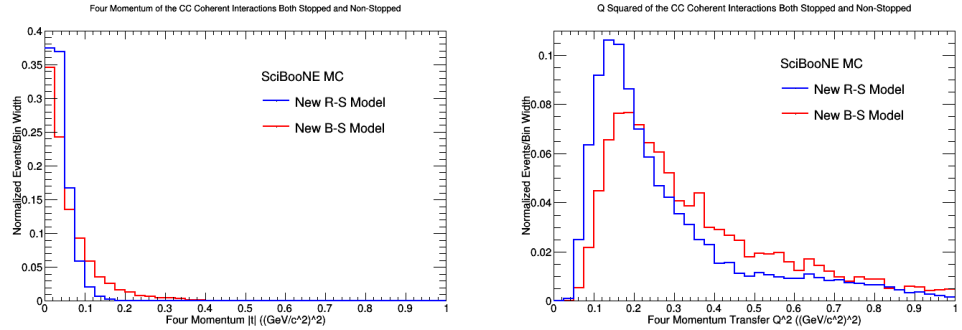 Four Momentum of the CC Coherent Interactions Both Stopped and Non-Stopped
Normalized Events/Bin Width
0.4
0.35
0.3
0.25
0.2
0.15
0.1
0.05
0
SciBooNE MC
New R-S Model
New B-S Model
0 0.1 0.2 0.3 0.4 0.5 0.6 0.7 0.8 0.9 1
Four Momentum |t| ((GeV/c^2)^2)
Q Squared of the CC Coherent Interactions Both Stopped and Non-Stopped
Normalized Events/Bin Width
0.1
0.08
0.06
0.04
0.02
0
SciBooNE MC
New R-S Model
New B-S Model
0 0.1 0.2 0.3 0.4 0.5 0.6 0.7 0.8 0.9 1
Four Momentum Transfer Q^2 ((GeV/c^2)^2)